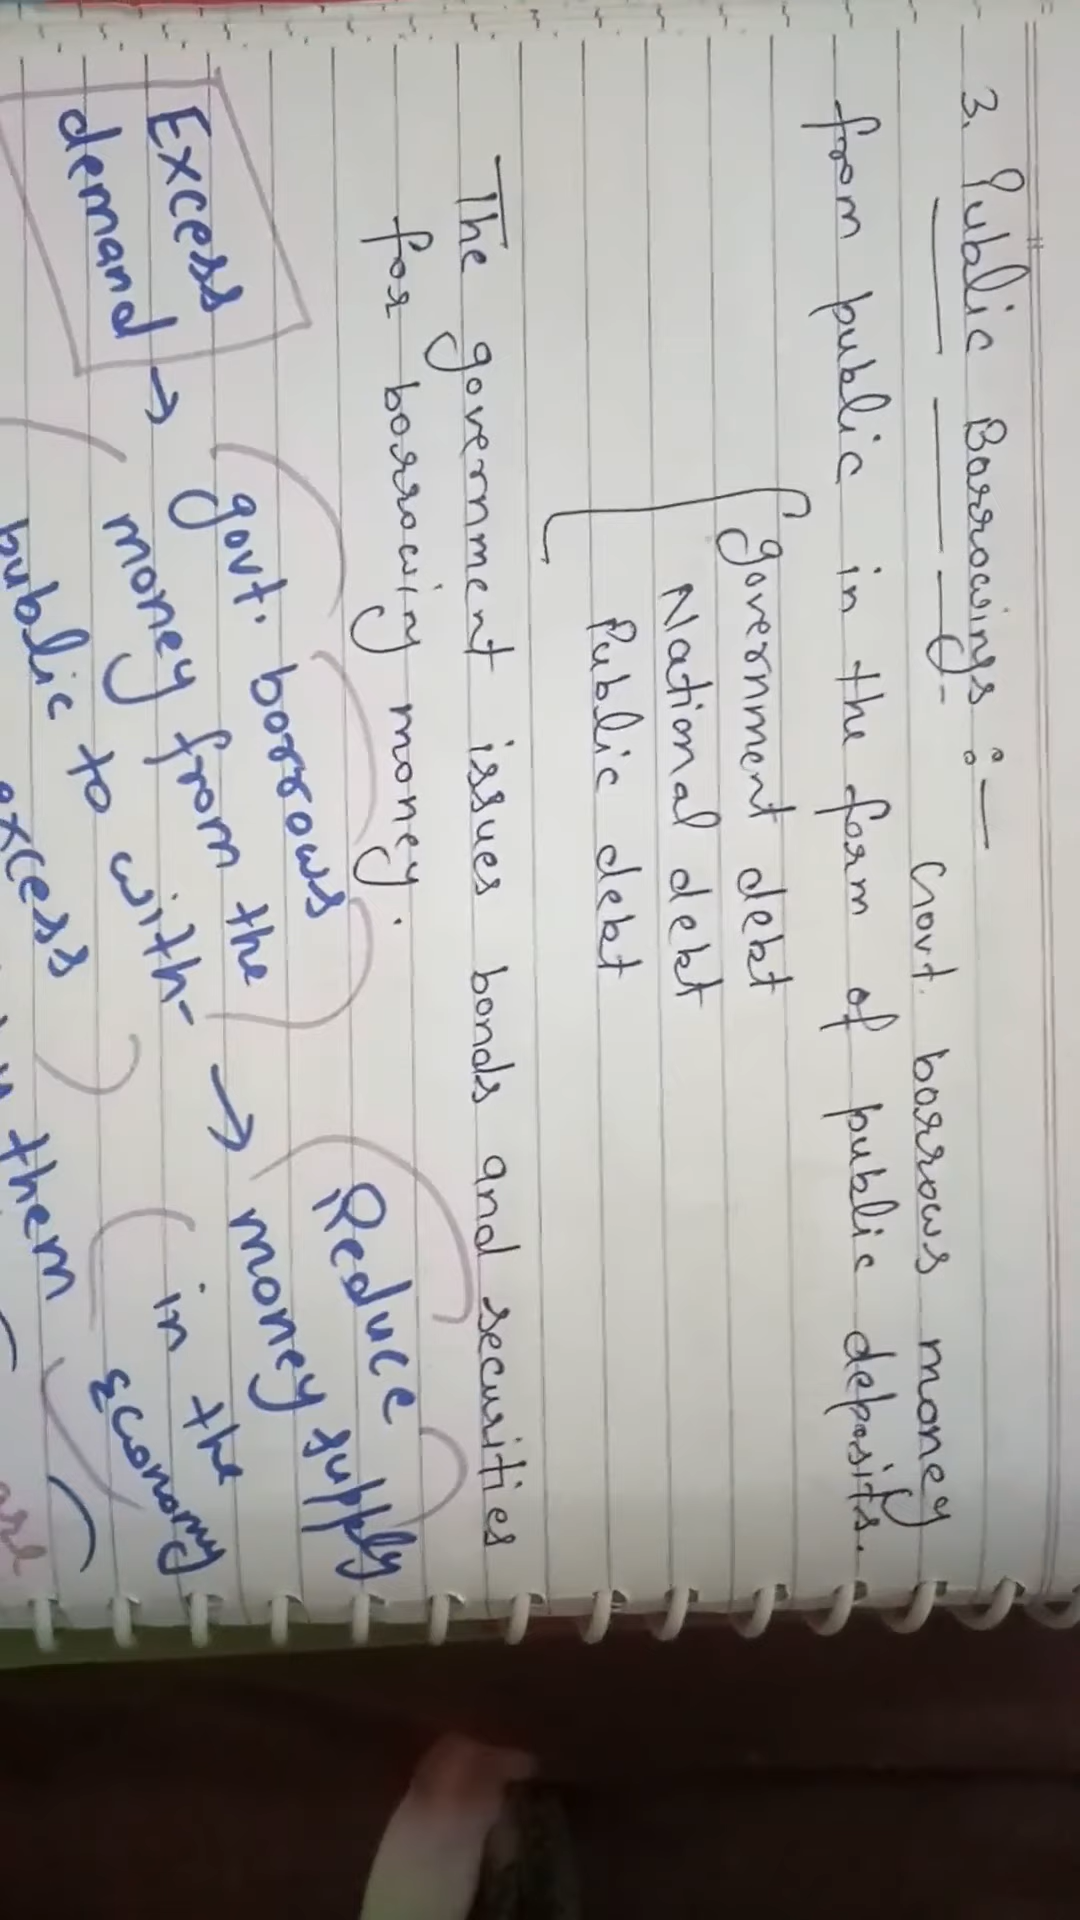 3. Public Borrowings :-
Govt. borrows money
from public in the form of public deposits.
Government debt
National debt
Public debt
The government issues bonds and securities
for borrowing money.
Excess
demand →
govt. borrows
money from the
public to with-
excess
them
→
Reduce
money supply
in the
economy